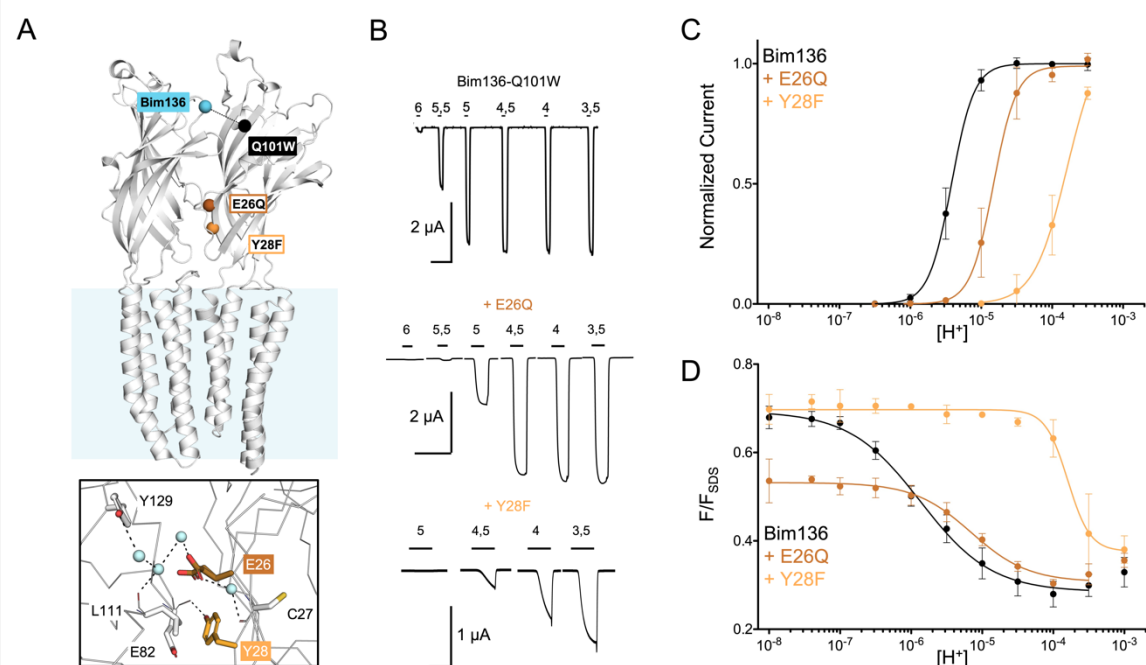 A
Bim136
Q101W
E26Q
Y28F
Y129
E26
L111
C27
E82
Y28
B
Bim136-Q101W
6 5,5 5 4,5 4 3,5
2 µA
+ E26Q
6 5,5 5 4,5 4 3,5
2 µA
+ Y28F
5 4,5 4 3,5
1 µA
C
Bim136
+ E26Q
+ Y28F
Normalized Current
1.0
0.5
0.0
10-8 10-7 10-6 10-5 10-4 10-3
[H+]
D
F/FSDS
0.8
0.6
0.4
0.2
Bim136
+ E26Q
+ Y28F
10-8 10-7 10-6 10-5 10-4 10-3
[H+]